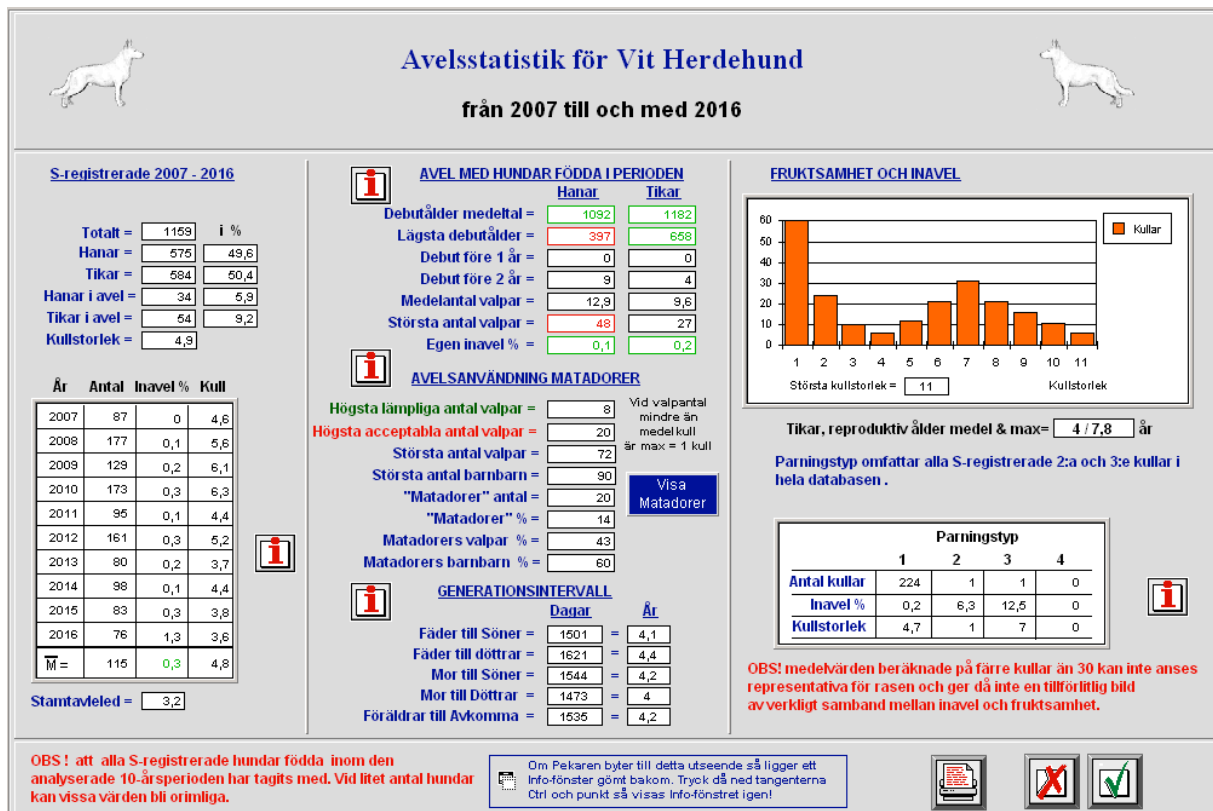 Avelsstatistik för Vit Herdehund
från 2007 till och med 2016
S-registrerade 2007 - 2016
i %
Totalt = 1159
Hanar = 575 49,6
Tikar = 584 50,4
Hanar i avel = 34 5,9
Tikar i avel = 54 9,2
Kullstorlek = 4,9
År Antal Inavel % Kull
2007 87 0 4,6
2008 177 0,1 5,6
2009 129 0,2 6,1
2010 173 0,3 6,3
2011 95 0,1 4,4
2012 161 0,3 5,2
2013 80 0,2 3,7
2014 98 0,1 4,4
2015 83 0,3 3,8
2016 76 1,3 3,6
M = 115 0,3 4,8
Stamtavleled = 3,2
AVEL MED HUNDAR FÖDDA I PERIODEN
Hanar Tikar
Debutålder medeltal = 1092 1182
Lägsta debutålder = 397 658
Debut före 1 år = 0 0
Debut före 2 år = 9 4
Medelantal valpar = 12,9 9,6
Största antal valpar = 48 27
Egen inavel % = 0,1 0,2
AVELSANVÄNDNING MATADORER
Högsta lämpliga antal valpar = 8
Högsta acceptabla antal valpar = 20
Största antal valpar = 72
Största antal barnbarn = 90
"Matadorer" antal = 20
"Matadorer" % = 14
Matadorers valpar % = 43
Matadorers barnbarn % = 60
Vid valpantal
mindre än
medelkull
är max = 1 kull
Visa
Matadorer
GENERATIONSINTERVALL
Dagar År
Fäder till Söner = 1501 = 4,1
Fäder till döttrar = 1621 = 4,4
Mor till Söner = 1544 = 4,2
Mor till Döttrar = 1473 = 4
Föräldrar till Avkomma = 1535 = 4,2
FRUKTSAMHET OCH INAVEL
60
50
40
30
20
10
0
1 2 3 4 5 6 7 8 9 10 11
Kullar
Största kullstorlek = 11 Kullstorlek
Tikar, reproduktiv ålder medel & max= 4 / 7,8 år
Parningstyp omfattar alla S-registrerade 2:a och 3:e kullar i
hela databasen .
Parningstyp
1 2 3 4
Antal kullar 224 1 1 0
Inavel % 0,2 6,3 12,5 0
Kullstorlek 4,7 1 7 0
OBS! medelvärden beräknade på färre kullar än 30 kan inte anses
representativa för rasen och ger då inte en tillförlitlig bild
av verkligt samband mellan inavel och fruktsamhet.
OBS ! att alla S-registrerade hundar födda inom den
analyserade 10-årsperioden har tagits med. Vid litet antal hundar
kan vissa värden bli orimliga.
Om Pekaren byter till detta utseende så ligger ett
Info-fönster gömt bakom. Tryck då ned tangenterna
Ctrl och punkt så visas Info-fönstret igen!